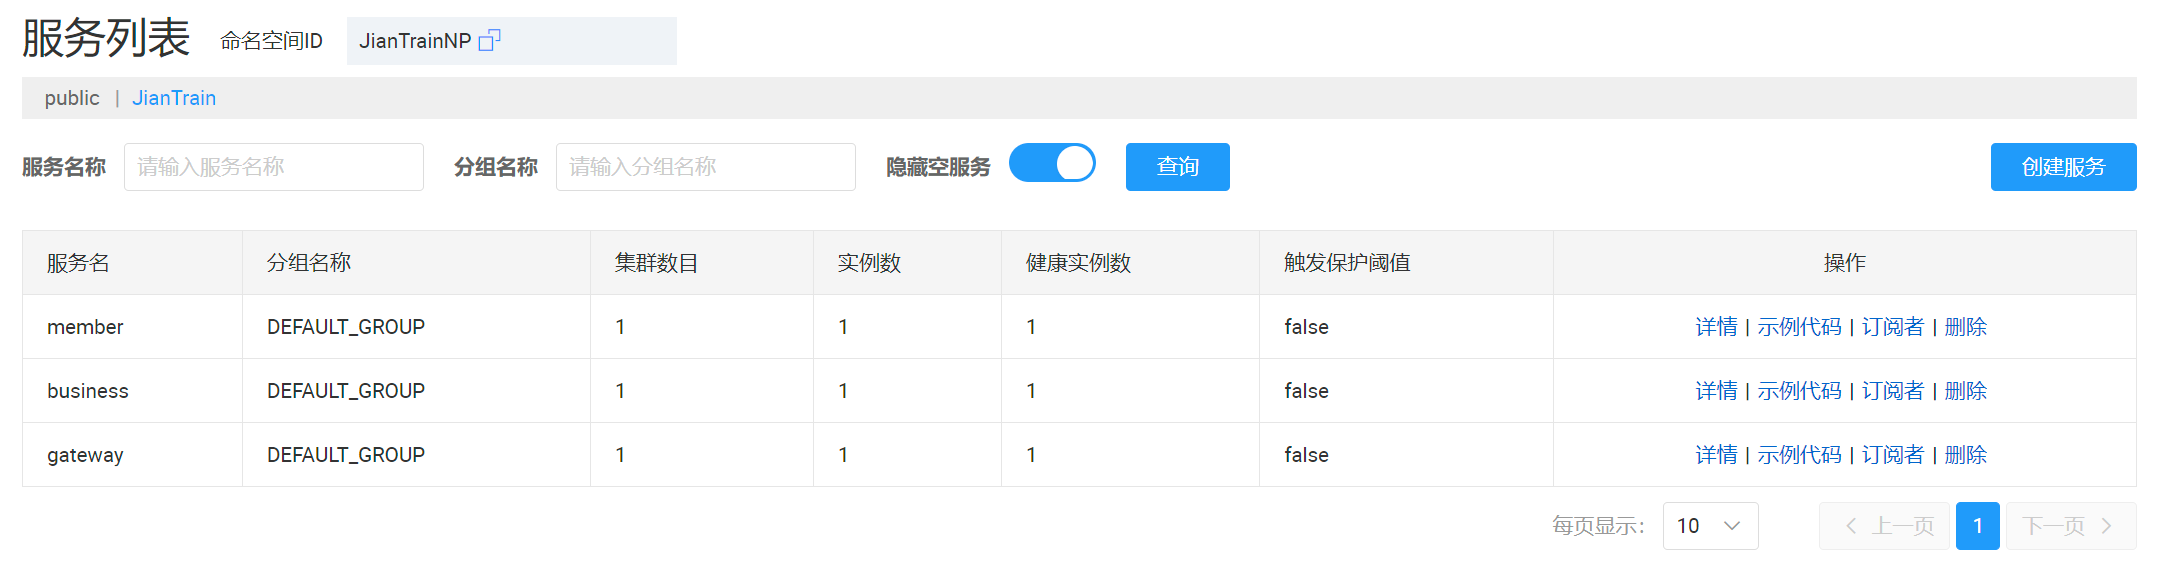 服务列表 命名空间ID JianTrainNP
public | JianTrain
服务名称 请输入服务名称 分组名称 请输入分组名称 隐藏空服务 查询 创建服务
服务名 分组名称 集群数目 实例数 健康实例数 触发保护阈值 操作
member DEFAULT_GROUP 1 1 1 false 详情 | 示例代码 | 订阅者 | 删除
business DEFAULT_GROUP 1 1 1 false 详情 | 示例代码 | 订阅者 | 删除
gateway DEFAULT_GROUP 1 1 1 false 详情 | 示例代码 | 订阅者 | 删除
每页显示: 10 上一页 1 下一页